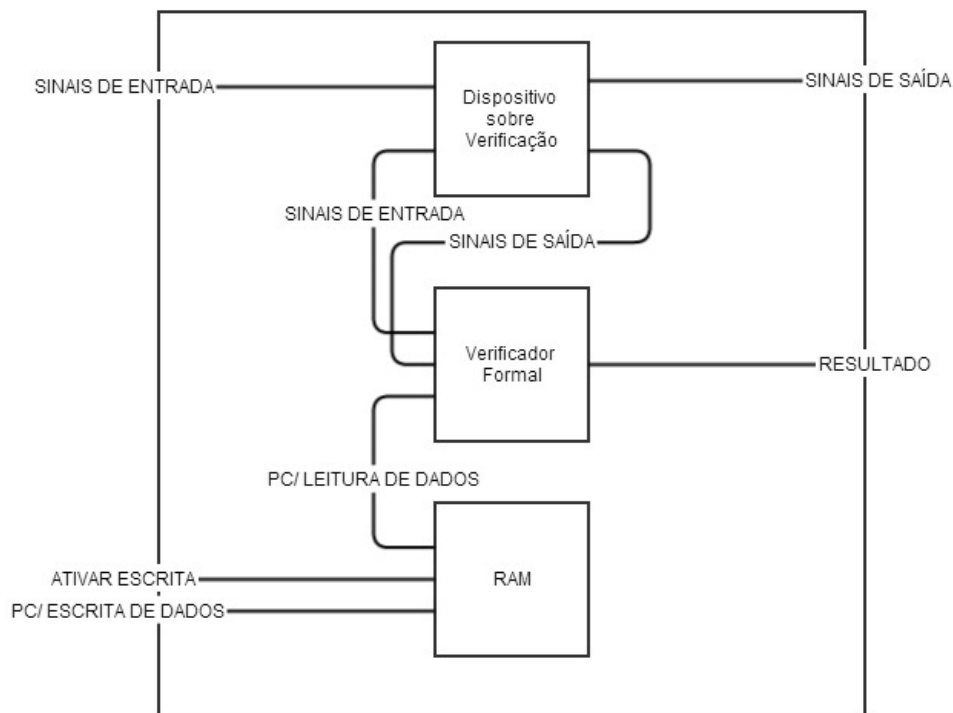 SINAIS DE ENTRADA
SINAIS DE SAÍDA
Dispositivo
sobre
Verificação
SINAIS DE ENTRADA
SINAIS DE SAÍDA
Verificador
Formal
RESULTADO
PC/ LEITURA DE DADOS
ATIVAR ESCRITA
RAM
PC/ ESCRITA DE DADOS